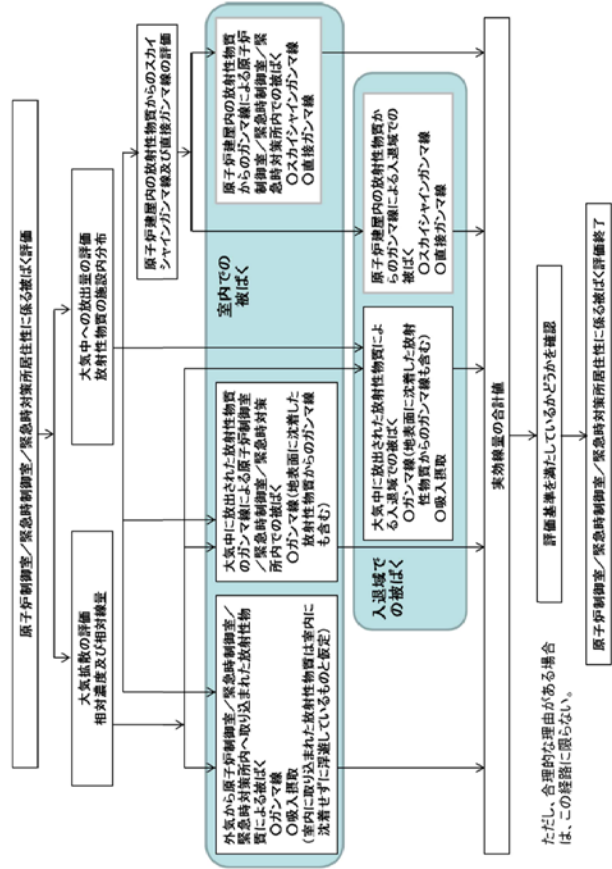 原子炉制御室／緊急時制御室／緊急時対策所居住性に係る被ばく評価
大気拡散の評価
相対濃度及び相対線量
大気中への放出量の評価
放射性物質の施設内分布
原子炉建屋内の放射性物質からのスカイ
シャインガンマ線及び直接ガンマ線の評価
室内での
被ばく
外気から原子炉制御室／緊急時制御室／
緊急時対策所内へ取り込まれた放射性物
質による被ばく
○ガンマ線
○吸入摂取
(室内に取り込まれた放射性物質は室内に
沈着せずに浮遊しているものと仮定)
大気中に放出された放射性物質
のガンマ線による原子炉制御室
／緊急時制御室／緊急時対策
所内での被ばく
○ガンマ線(地表面に沈着した
放射性物質からのガンマ線
も含む)
原子炉建屋内の放射性物質
からのガンマ線による原子炉
制御室／緊急時制御室／緊
急時対策所内での被ばく
○スカイシャインガンマ線
○直接ガンマ線
入退域で
の被ばく
大気中に放出された放射性物質によ
る入退域での被ばく
○ガンマ線(地表面に沈着した放射
性物質からのガンマ線も含む)
○吸入摂取
原子炉建屋内の放射性物質か
らのガンマ線による入退域での
被ばく
○スカイシャインガンマ線
○直接ガンマ線
実効線量の合計値
評価基準を満たしているかどうかを確認
原子炉制御室／緊急時制御室／緊急時対策所居住性に係る被ばく評価終了
ただし、合理的な理由がある場合
は、この経路に限らない。